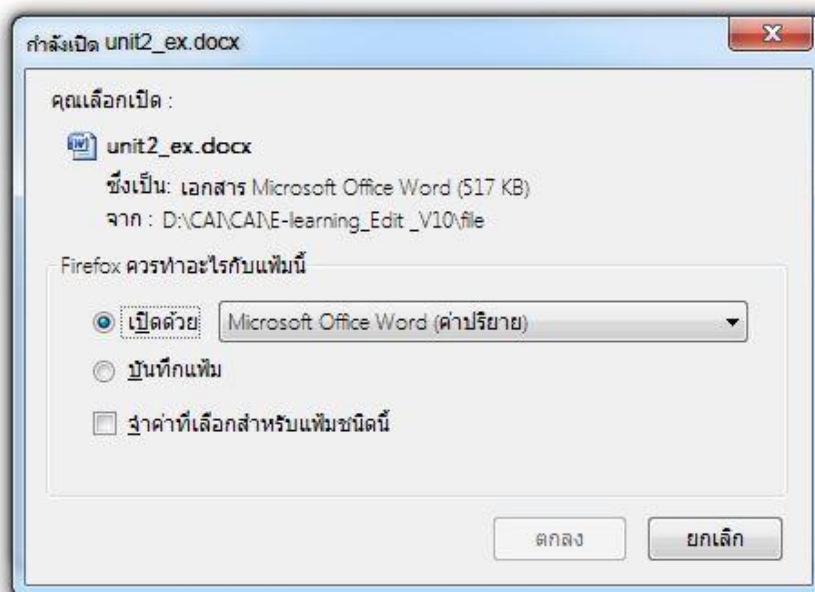 กำลังเปิด unit2_ex.docx
คุณเลือกเปิด :
unit2_ex.docx
ซึ่งเป็น: เอกสาร Microsoft Office Word (517 KB)
จาก : D:\CAI\CAI\E-learning_Edit _V10\file
Firefox ควรทำอะไรกับแฟ้มนี้
เปิดด้วย Microsoft Office Word (ค่าปริยาย)
บันทึกแฟ้ม
จำค่าที่เลือกสำหรับแฟ้มชนิดนี้
ตกลง ยกเลิก